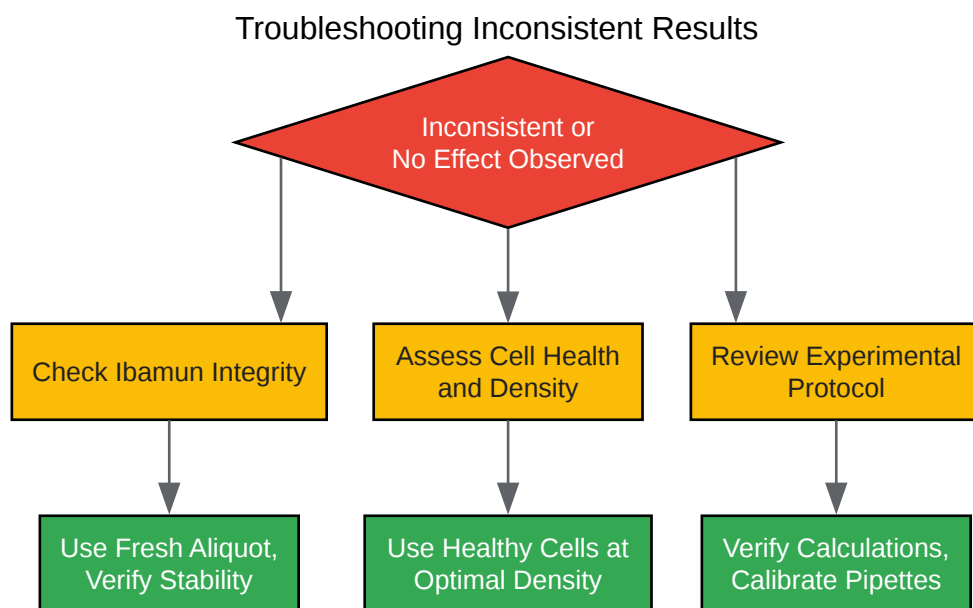 Troubleshooting Inconsistent Results
Inconsistent or
No Effect Observed
Check Ibamun Integrity
Assess Cell Health
and Density
Review Experimental
Protocol
Use Fresh Aliquot,
Verify Stability
Use Healthy Cells at
Optimal Density
Verify Calculations,
Calibrate Pipettes